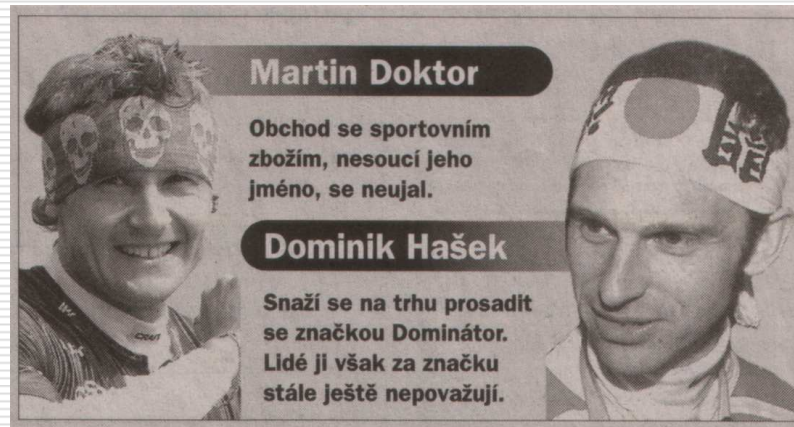 Martin Doktor
Obchod se sportovním
zbožím, nesoucí jeho
jméno, se neujal.
Dominik Hašek
Snaží se na trhu prosadit
se značkou Dominátor.
Lidé ji však za značku
stále ještě nepovažují.